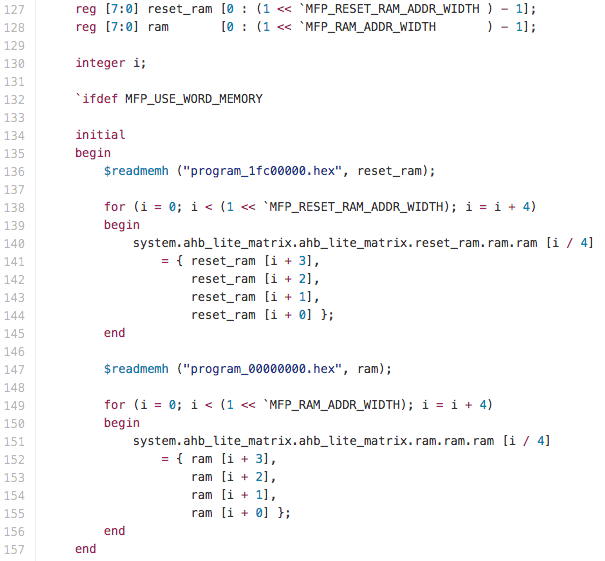 127 reg [7:0] reset_ram [0 : (1 << `MFP_RESET_RAM_ADDR_WIDTH ) - 1];
128 reg [7:0] ram       [0 : (1 << `MFP_RAM_ADDR_WIDTH       ) - 1];
129
130 integer i;
131
132 `ifdef MFP_USE_WORD_MEMORY
133
134 initial
135 begin
136     $readmemh ("program_1fc00000.hex", reset_ram);
137
138     for (i = 0; i < (1 << `MFP_RESET_RAM_ADDR_WIDTH); i = i + 4)
139     begin
140         system.ahb_lite_matrix.ahb_lite_matrix.reset_ram.ram.ram [i / 4]
141             = { reset_ram [i + 3],
142                 reset_ram [i + 2],
143                 reset_ram [i + 1],
144                 reset_ram [i + 0] };
145     end
146
147     $readmemh ("program_00000000.hex", ram);
148
149     for (i = 0; i < (1 << `MFP_RAM_ADDR_WIDTH); i = i + 4)
150     begin
151         system.ahb_lite_matrix.ahb_lite_matrix.ram.ram.ram [i / 4]
152             = { ram [i + 3],
153                 ram [i + 2],
154                 ram [i + 1],
155                 ram [i + 0] };
156     end
157 end